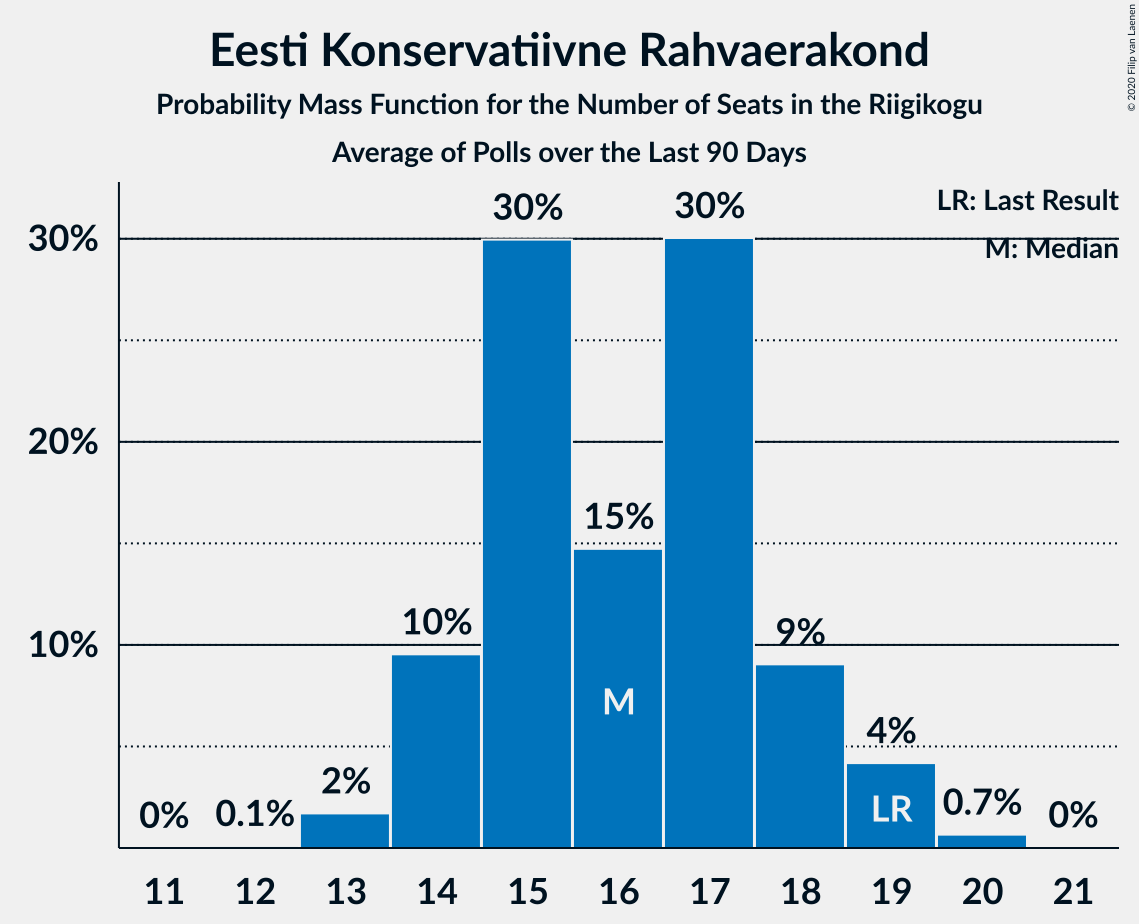 Eesti Konservatiivne Rahvaerakond
Probability Mass Function for the Number of Seats in the Riigikogu
Average of Polls over the Last 90 Days
© 2020 Filip van Laenen
LR: Last Result
M: Median
30%
20%
10%
0%
0.1%
2%
10%
30%
15%
30%
9%
4%
0.7%
0%
M
LR
11 12 13 14 15 16 17 18 19 20 21